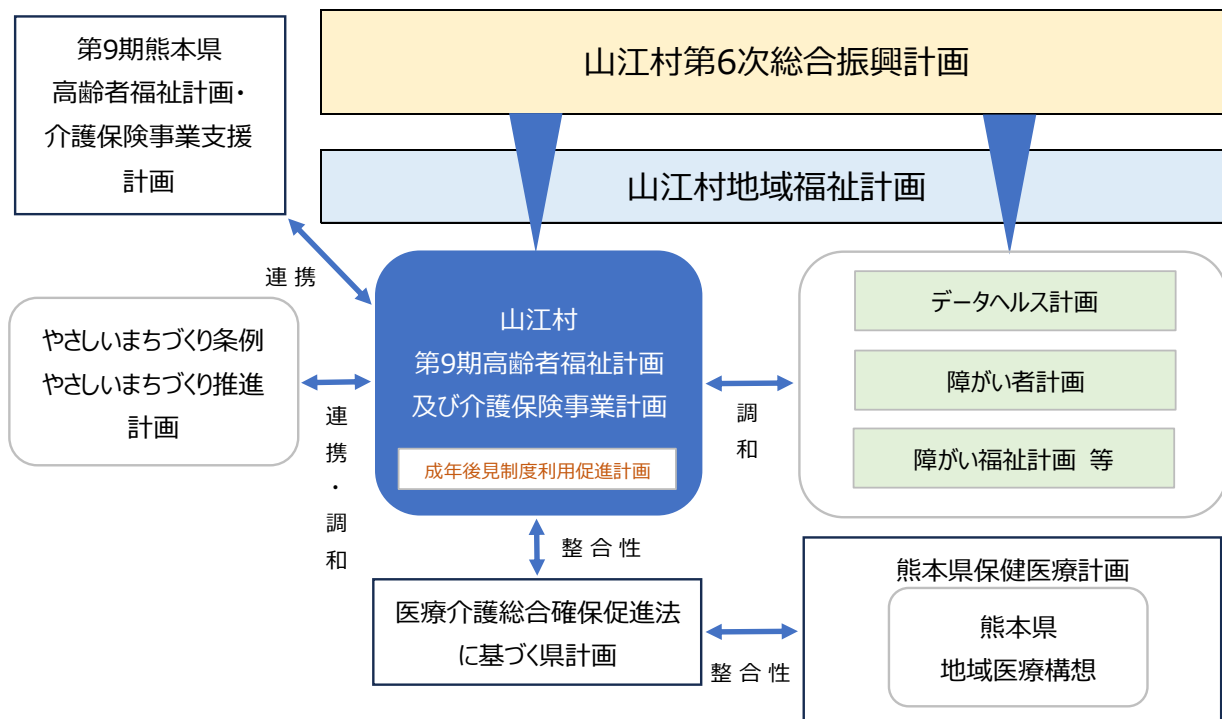 第9期熊本県
高齢者福祉計画・
介護保険事業支援
計画
山江村第6次総合振興計画
山江村地域福祉計画
連携
やさしいまちづくり条例
やさしいまちづくり推進
計画
連携・調和
山江村
第9期高齢者福祉計画
及び介護保険事業計画
成年後見制度利用促進計画
調和
データヘルス計画
障がい者計画
障がい福祉計画 等
整合性
医療介護総合確保促進法
に基づく県計画
整合性
熊本県保健医療計画
熊本県
地域医療構想